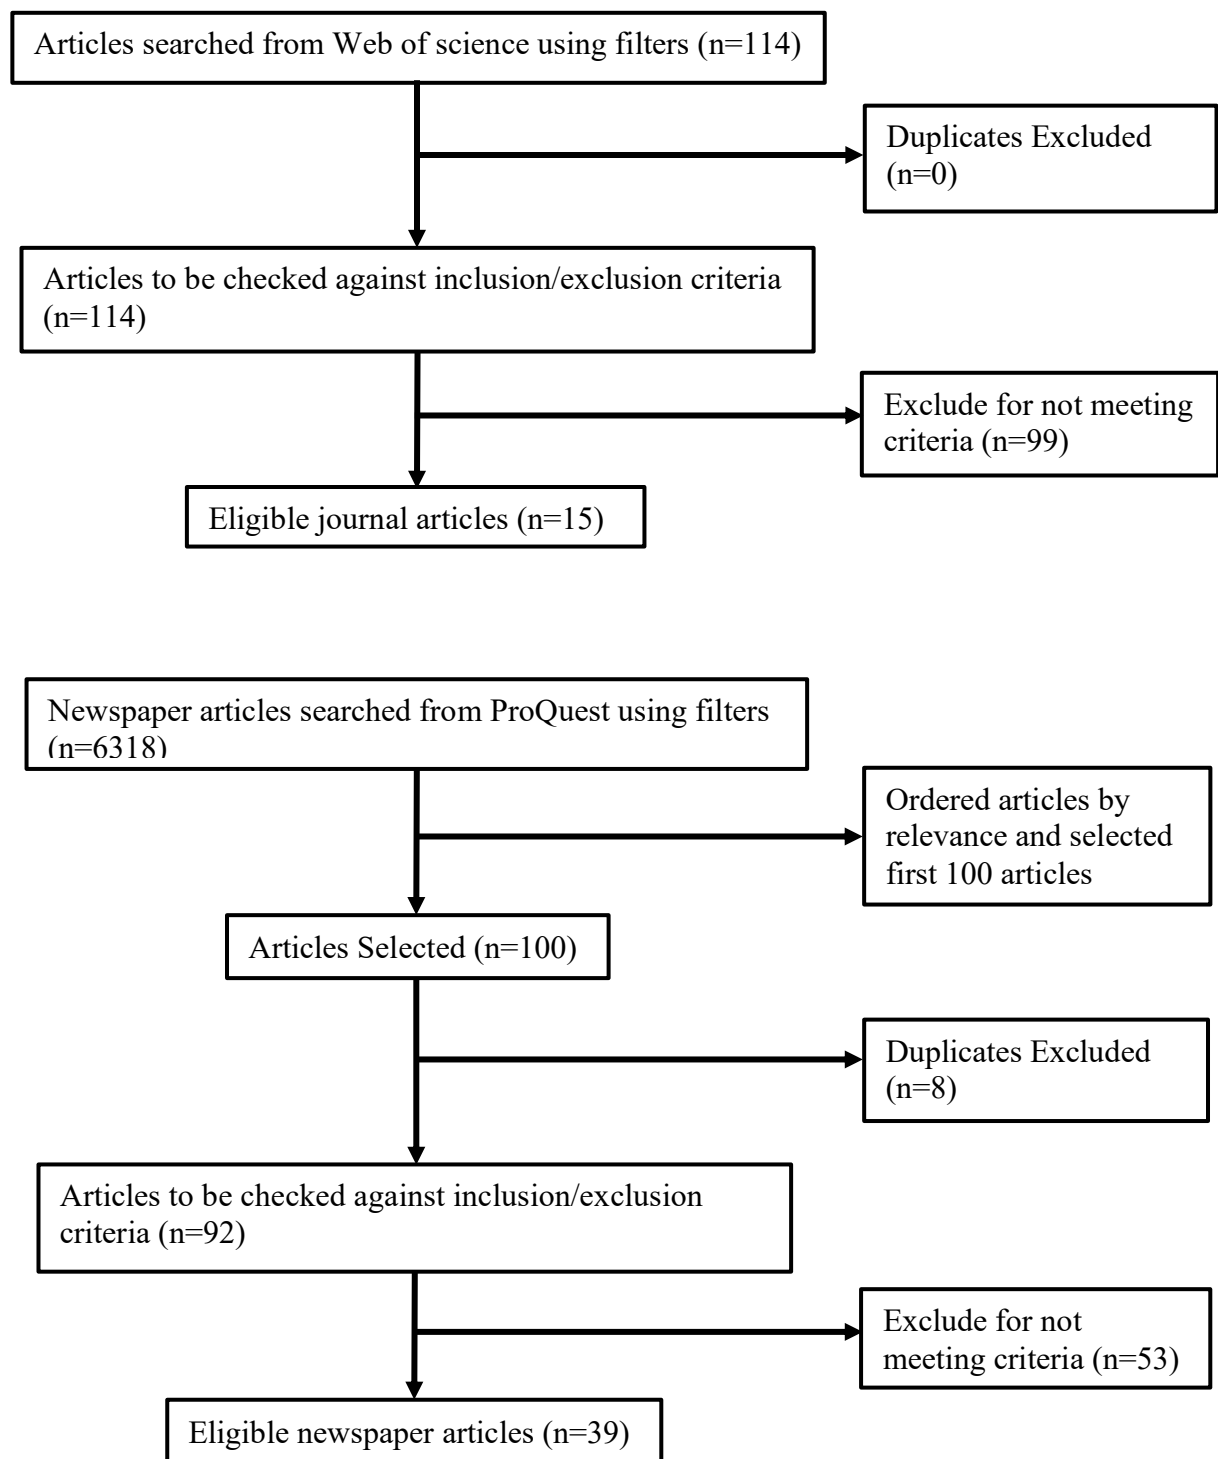 Articles searched from Web of science using filters (n=114)
Duplicates Excluded
(n=0)
Articles to be checked against inclusion/exclusion criteria
(n=114)
Exclude for not meeting
criteria (n=99)
Eligible journal articles (n=15)
Newspaper articles searched from ProQuest using filters
(n=6318)
Ordered articles by
relevance and selected
first 100 articles
Articles Selected (n=100)
Duplicates Excluded
(n=8)
Articles to be checked against inclusion/exclusion
criteria (n=92)
Exclude for not
meeting criteria (n=53)
Eligible newspaper articles (n=39)